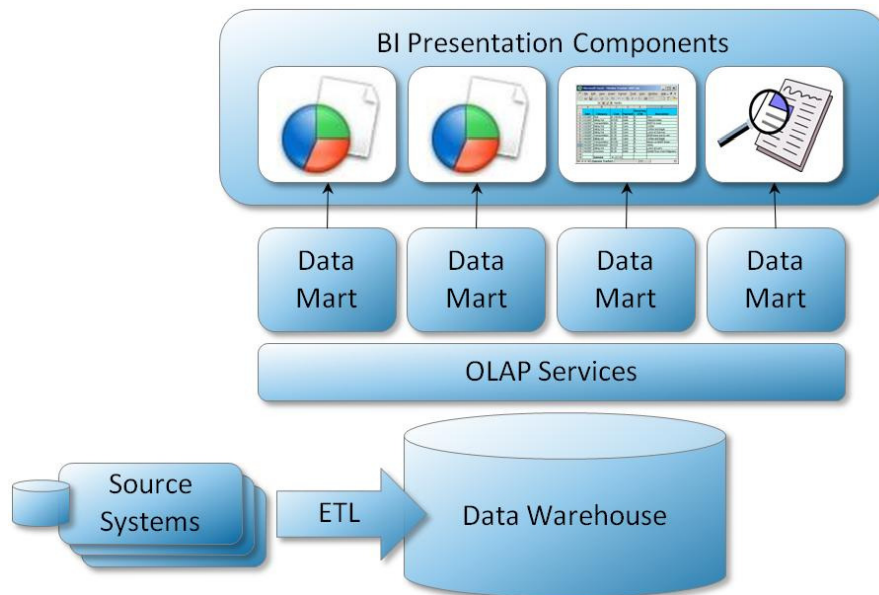 BI Presentation Components
Data
Mart
Data
Mart
Data
Mart
Data
Mart
OLAP Services
Source
Systems
ETL
Data Warehouse